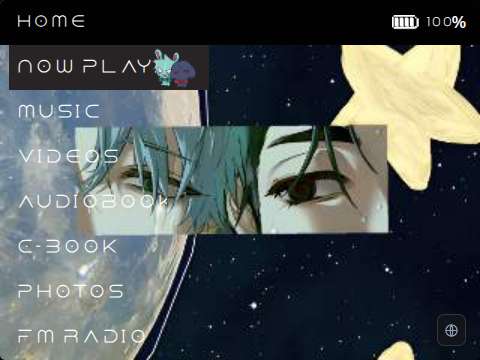 HOME
100%
NOW PLAY
MUSIC
VIDEOS
AUDIOBOOK
E-BOOK
PHOTOS
FM RADIO